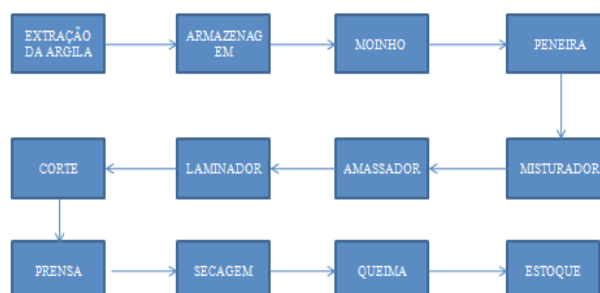 EXTRAÇÃO
DA ARGILA
ARMAZENAG
EM
MOINHO
PENEIRA
MISTURADOR
AMASSADOR
LAMINADOR
CORTE
PRENSA
SECAGEM
QUEIMA
ESTOQUE